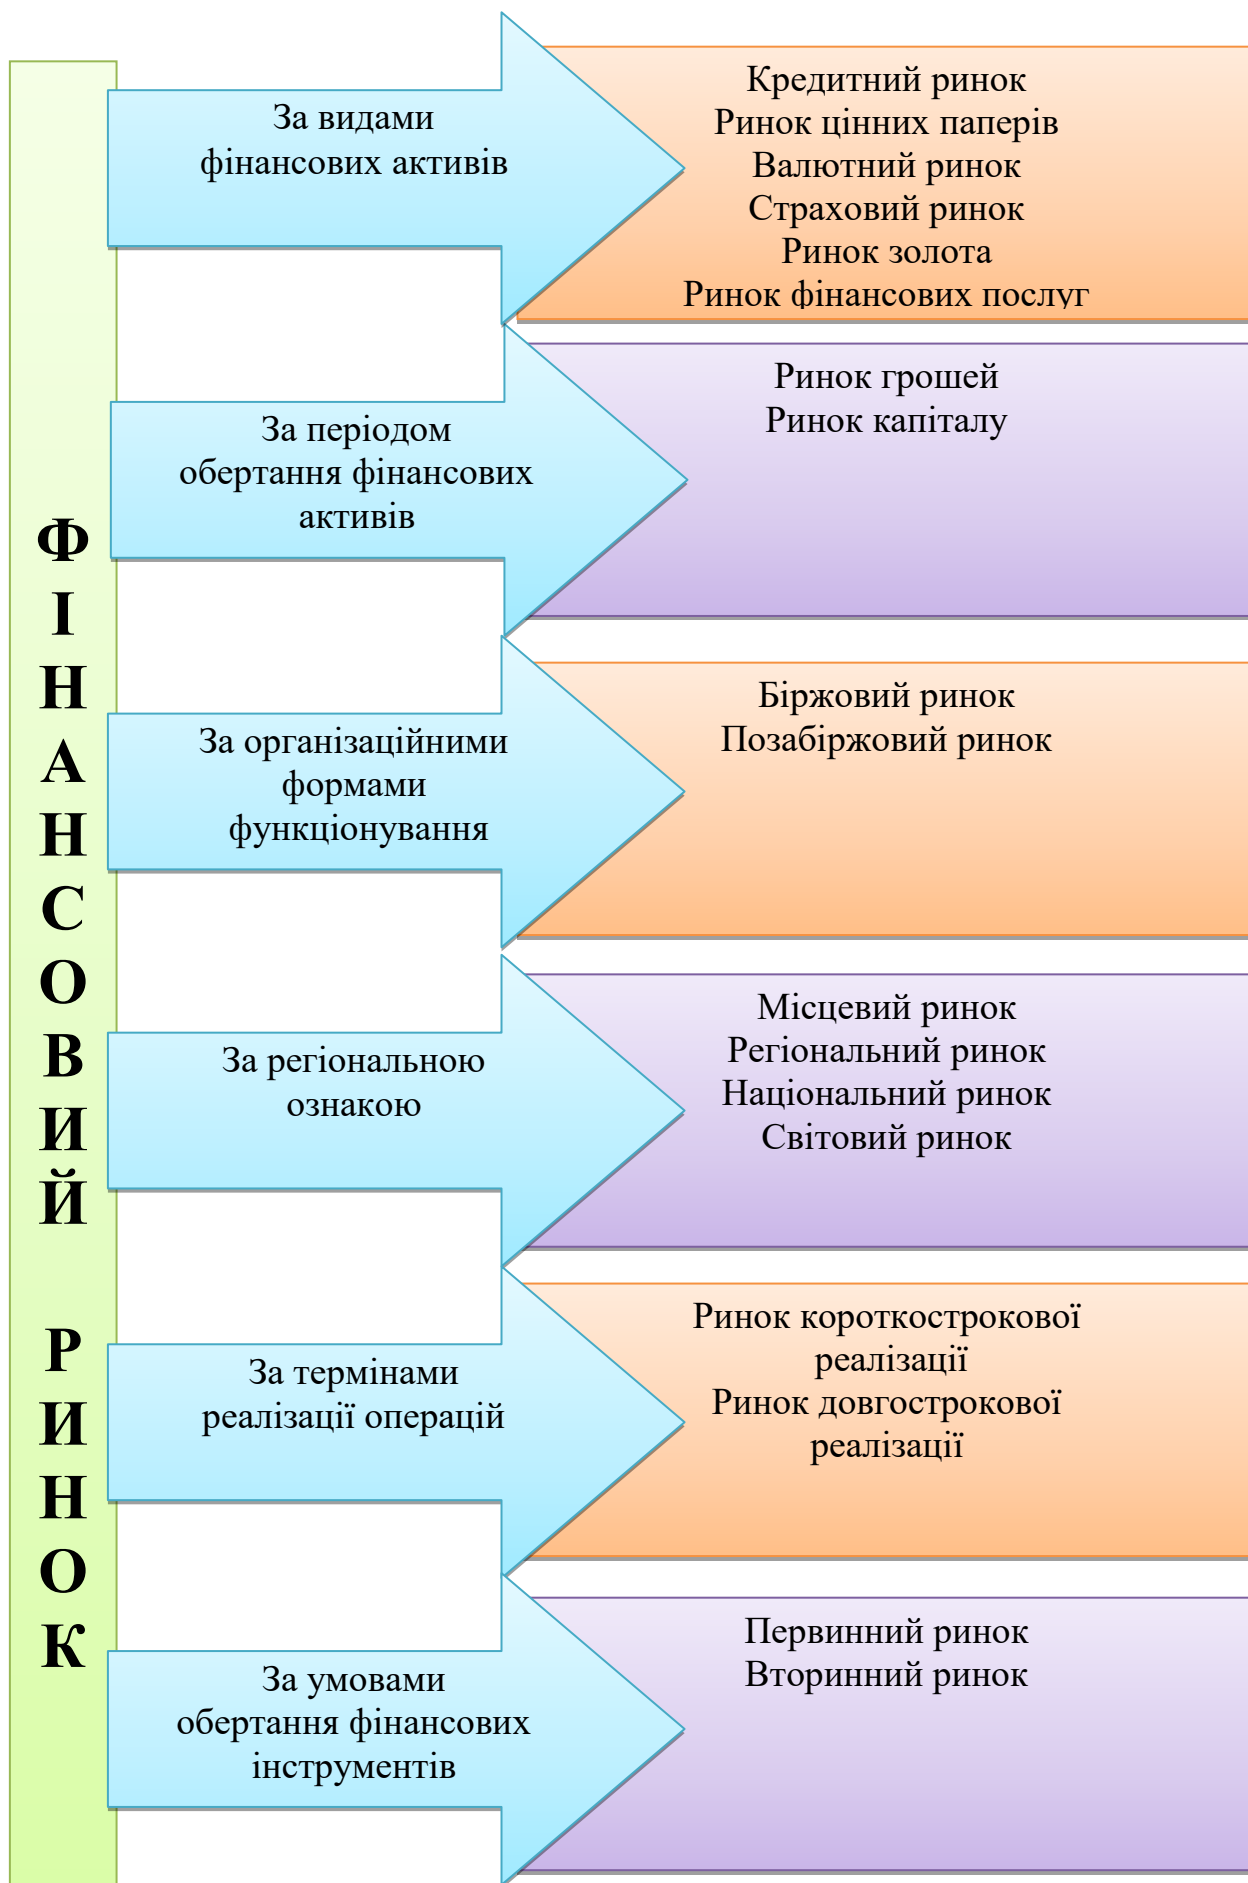 ФІНАНСОВИЙ РИНОК
За видами
фінансових активів
Кредитний ринок
Ринок цінних паперів
Валютний ринок
Страховий ринок
Ринок золота
Ринок фінансових послуг
За періодом
обертання фінансових
активів
Ринок грошей
Ринок капіталу
За організаційними
формами
функціонування
Біржовий ринок
Позабіржовий ринок
За регіональною
ознакою
Місцевий ринок
Регіональний ринок
Національний ринок
Світовий ринок
За термінами
реалізації операцій
Ринок короткострокової
реалізації
Ринок довгострокової
реалізації
За умовами
обертання фінансових
інструментів
Первинний ринок
Вторинний ринок